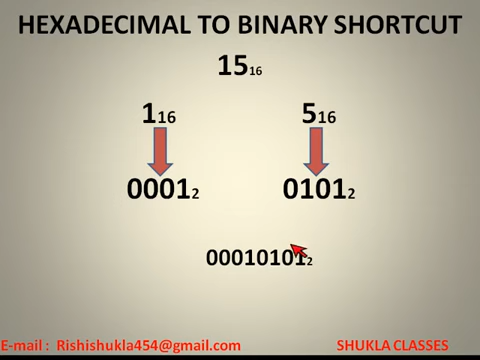 HEXADECIMAL TO BINARY SHORTCUT
15₁₆
1₁₆ 5₁₆
0001₂ 0101₂
00010101₂
E-mail : Rishishukla454@gmail.com SHUKLA CLASSES